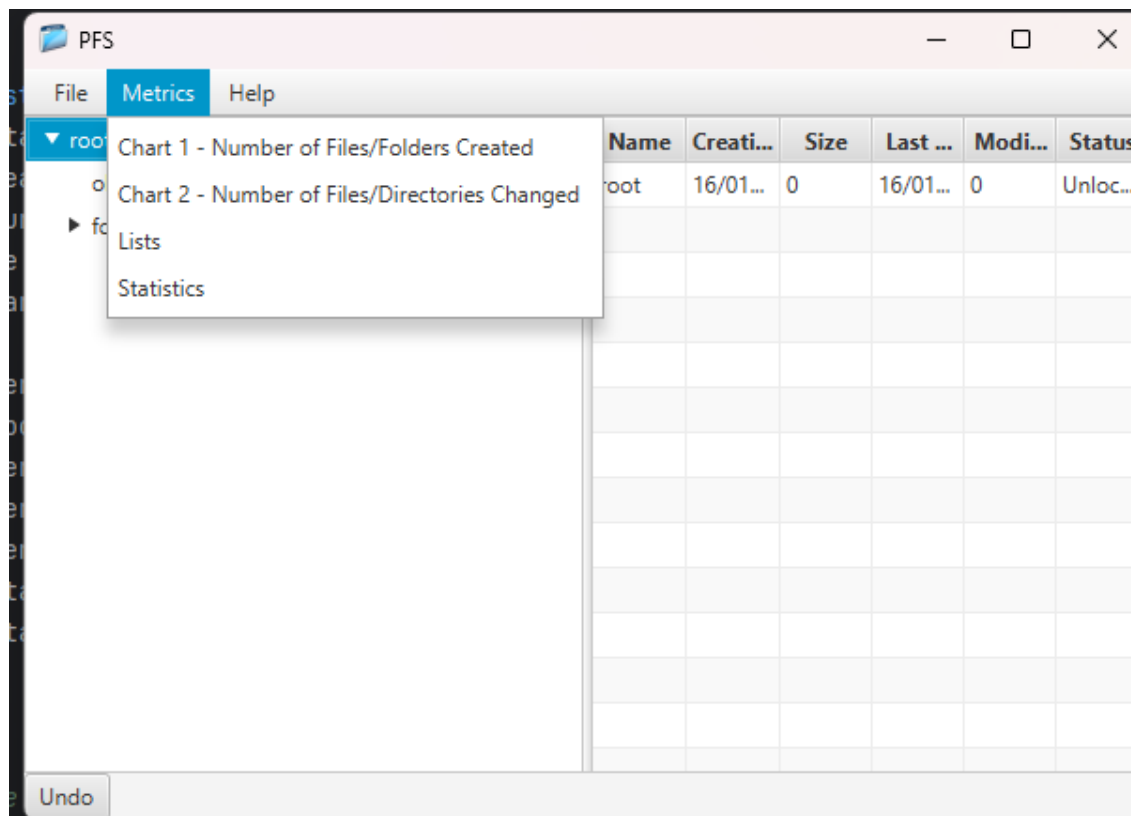 PFS
File Metrics Help
Chart 1 - Number of Files/Folders Created
Chart 2 - Number of Files/Directories Changed
Lists
Statistics
Name Creati... Size Last ... Modi... Status
root 16/01... 0 16/01... 0 Unloc...
Undo